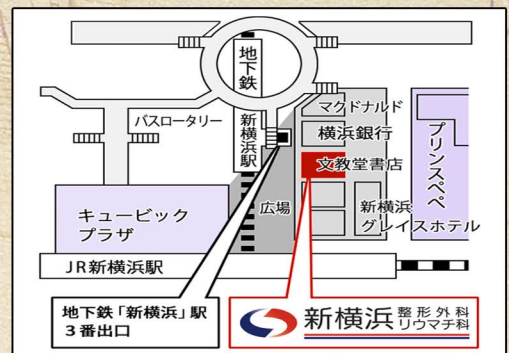 地下鉄
新横浜駅
バスロータリー
マクドナルド
横浜銀行
文教堂書店
プリンスペペ
キュービック
プラザ
広場
新横浜
グレイスホテル
JR新横浜駅
地下鉄「新横浜」駅
3番出口
新横浜 整形外科
リウマチ科